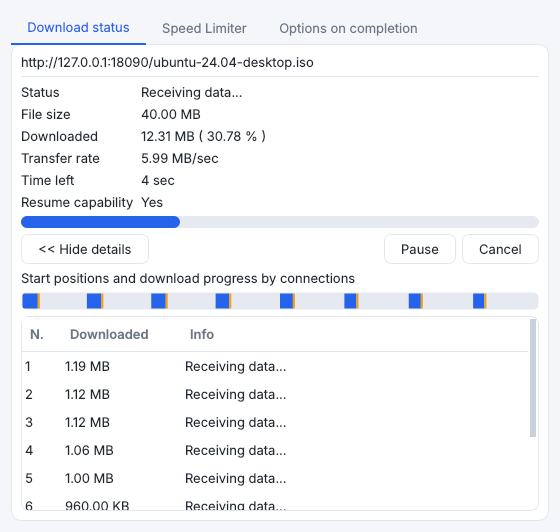 Download status Speed Limiter Options on completion
http://127.0.0.1:18090/ubuntu-24.04-desktop.iso
Status Receiving data...
File size 40.00 MB
Downloaded 12.31 MB ( 30.78 % )
Transfer rate 5.99 MB/sec
Time left 4 sec
Resume capability Yes
<< Hide details Pause Cancel
Start positions and download progress by connections
N. Downloaded Info
1 1.19 MB Receiving data...
2 1.12 MB Receiving data...
3 1.12 MB Receiving data...
4 1.06 MB Receiving data...
5 1.00 MB Receiving data...
6 960.00 KB Receiving data...